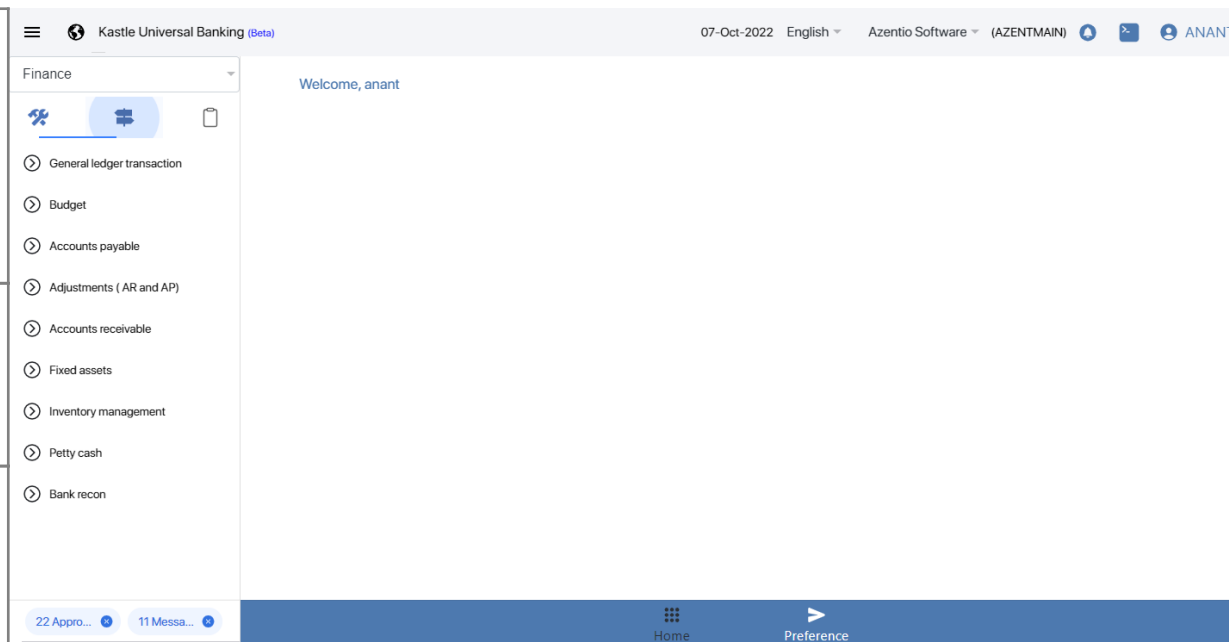 Kastle Universal Banking (Beta)
07-Oct-2022 English Azentio Software (AZENTMAIN) ANANT
Finance
Welcome, anant
General ledger transaction
Budget
Accounts payable
Adjustments ( AR and AP)
Accounts receivable
Fixed assets
Inventory management
Petty cash
Bank recon
22 Appro... 11 Messa...
Home Preference